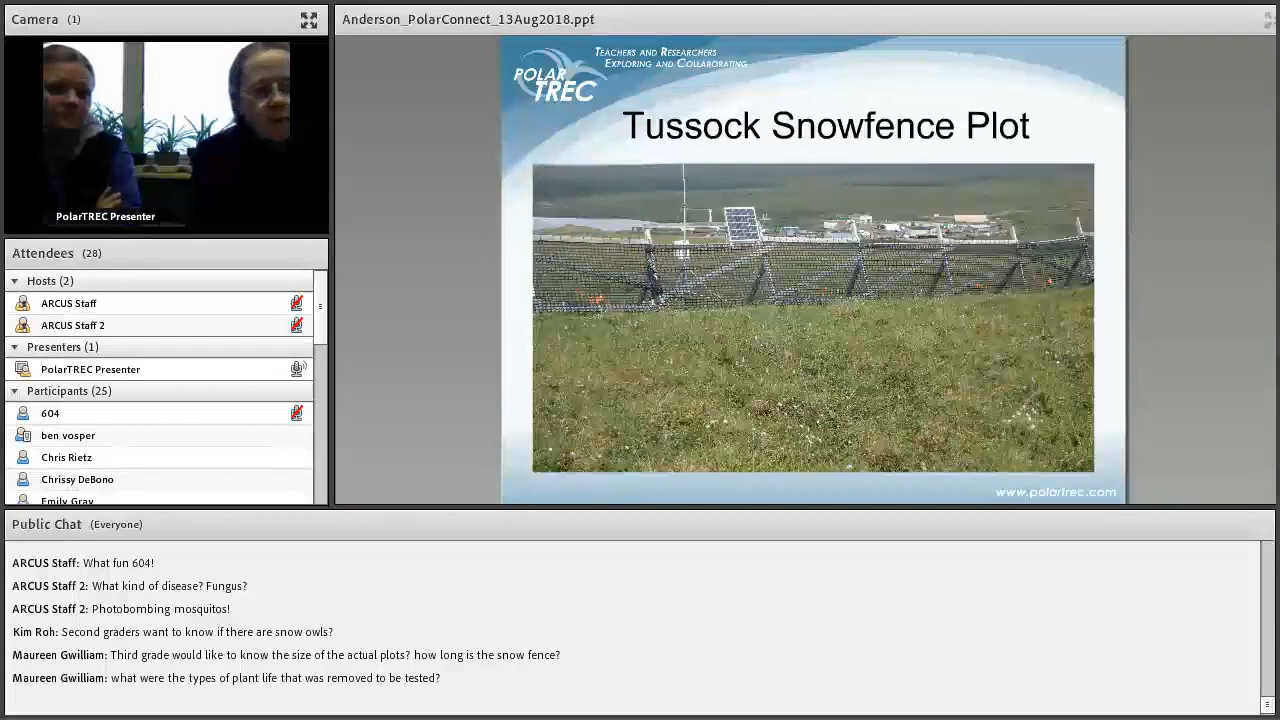 Camera (1)
PolarTREC Presenter
Attendees (28)
Hosts (2)
ARCUS Staff
ARCUS Staff 2
Presenters (1)
PolarTREC Presenter
Participants (25)
604
ben vosper
Chris Rietz
Chrissy DeBono
Emily Gray
Anderson_PolarConnect_13Aug2018.ppt
TEACHERS AND RESEARCHERS
EXPLORING AND COLLABORATING
POLAR
TREC
Tussock Snowfence Plot
www.polartrec.com
Public Chat (Everyone)
ARCUS Staff: What fun 604!
ARCUS Staff 2: What kind of disease? Fungus?
ARCUS Staff 2: Photobombing mosquitos!
Kim Roh: Second graders want to know if there are snow owls?
Maureen Gwilliam: Third grade would like to know the size of the actual plots? how long is the snow fence?
Maureen Gwilliam: what were the types of plant life that was removed to be tested?